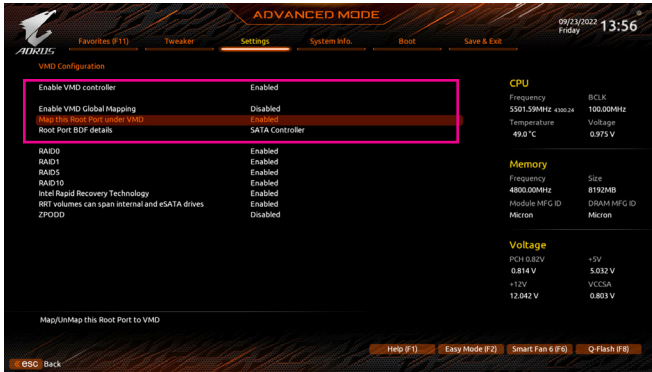 ADVANCED MODE
09/23/2022 Friday 13:56
AORUS
Favorites (F11) Tweaker Settings System Info. Boot Save & Exit
VMD Configuration
Enable VMD controller Enabled
Enable VMD Global Mapping Disabled
Map this Root Port under VMD Enabled
Root Port BDF details SATA Controller
RAID0 Enabled
RAID1 Enabled
RAID5 Enabled
RAID10 Enabled
Intel Rapid Recovery Technology Enabled
RRT volumes can span internal and eSATA drives Enabled
ZPODD Disabled
CPU
Frequency BCLK
5501.59MHz 4300.24 100.00MHz
Temperature Voltage
49.0 °C 0.975 V
Memory
Frequency Size
4800.00MHz 8192MB
Module MFG ID DRAM MFG ID
Micron Micron
Voltage
PCH 0.82V +5V
0.814 V 5.032 V
+12V VCCSA
12.042 V 0.803 V
Map/UnMap this Root Port to VMD
Help (F1) Easy Mode (F2) Smart Fan 6 (F6) Q-Flash (F8)
esc Back